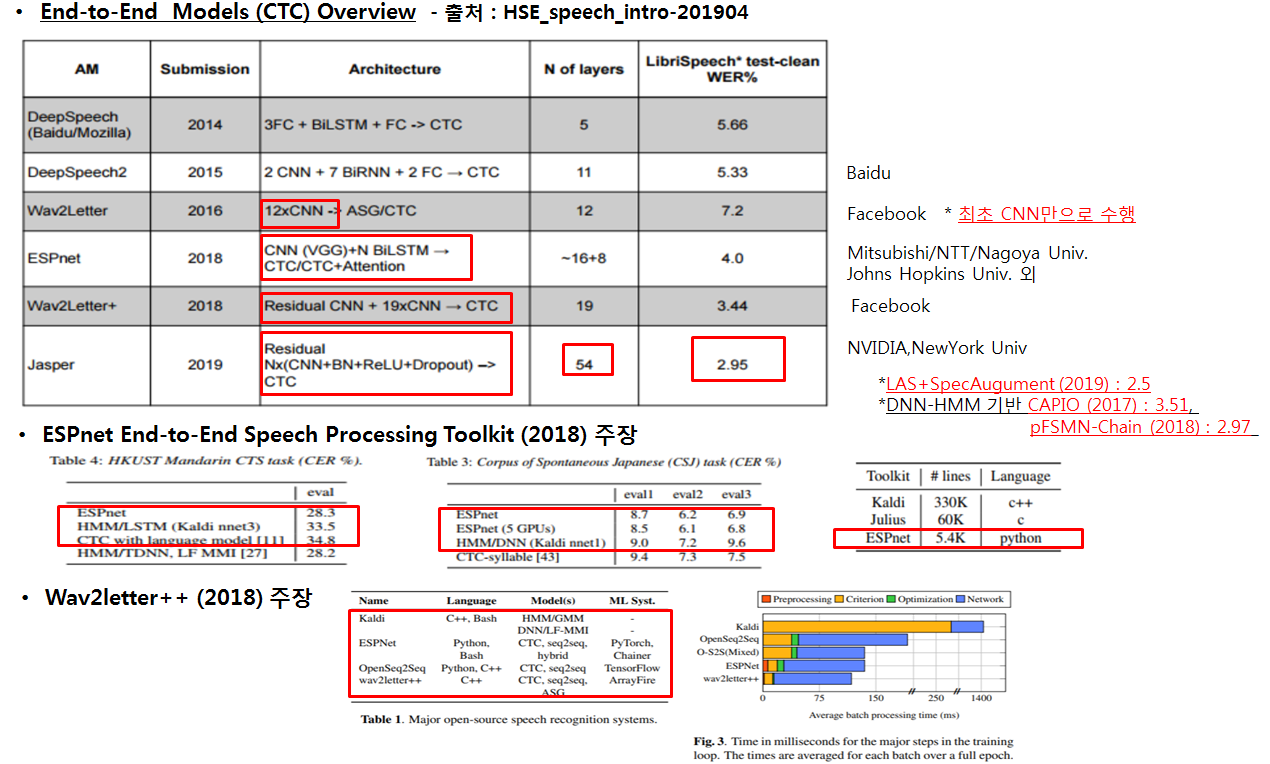 • End-to-End Models (CTC) Overview - 출처 : HSE_speech_intro-201904
AM Submission Architecture N of layers LibriSpeech* test-clean WER%
DeepSpeech (Baidu/Mozilla) 2014 3FC + BiLSTM + FC -> CTC 5 5.66
DeepSpeech2 2015 2 CNN + 7 BiRNN + 2 FC → CTC 11 5.33 Baidu
Wav2Letter 2016 12xCNN -> ASG/CTC 12 7.2 Facebook * 최초 CNN만으로 수행
ESPnet 2018 CNN (VGG)+N BiLSTM → CTC/CTC+Attention ~16+8 4.0 Mitsubishi/NTT/Nagoya Univ.
Johns Hopkins Univ. 외
Wav2Letter+ 2018 Residual CNN + 19xCNN → CTC 19 3.44 Facebook
Jasper 2019 Residual Nx(CNN+BN+ReLU+Dropout) –> CTC 54 2.95 NVIDIA,NewYork Univ
*LAS+SpecAugument (2019) : 2.5
*DNN-HMM 기반 CAPIO (2017) : 3.51,
pFSMN-Chain (2018) : 2.97
• ESPnet End-to-End Speech Processing Toolkit (2018) 주장
Table 4: HKUST Mandarin CTS task (CER %).
eval
ESPnet 28.3
HMM/LSTM (Kaldi nnet3) 33.5
CTC with language model [11] 34.8
HMM/TDNN, LF MMI [27] 28.2
Table 3: Corpus of Spontaneous Japanese (CSJ) task (CER %)
eval1 eval2 eval3
ESPnet 8.7 6.2 6.9
ESPnet (5 GPUs) 8.5 6.1 6.8
HMM/DNN (Kaldi nnet1) 9.0 7.2 9.6
CTC-syllable [43] 9.4 7.3 7.5
Toolkit # lines Language
Kaldi 330K c++
Julius 60K c
ESPnet 5.4K python
• Wav2letter++ (2018) 주장
Name Language Model(s) ML Syst.
Kaldi C++, Bash HMM/GMM -
DNN/LF-MMI -
ESPNet Python, CTC, seq2seq, PyTorch,
Bash hybrid Chainer
OpenSeq2Seq Python, C++ CTC, seq2seq TensorFlow
wav2letter++ C++ CTC, seq2seq, ArrayFire
ASG
Table 1. Major open-source speech recognition systems.
Preprocessing Criterion Optimization Network
Kaldi
OpenSeq2Seq
O-S2S(Mixed)
ESPNet
wav2letter++
0 75 150 250 1400
Average batch processing time (ms)
Fig. 3. Time in milliseconds for the major steps in the training
loop. The times are averaged for each batch over a full epoch.